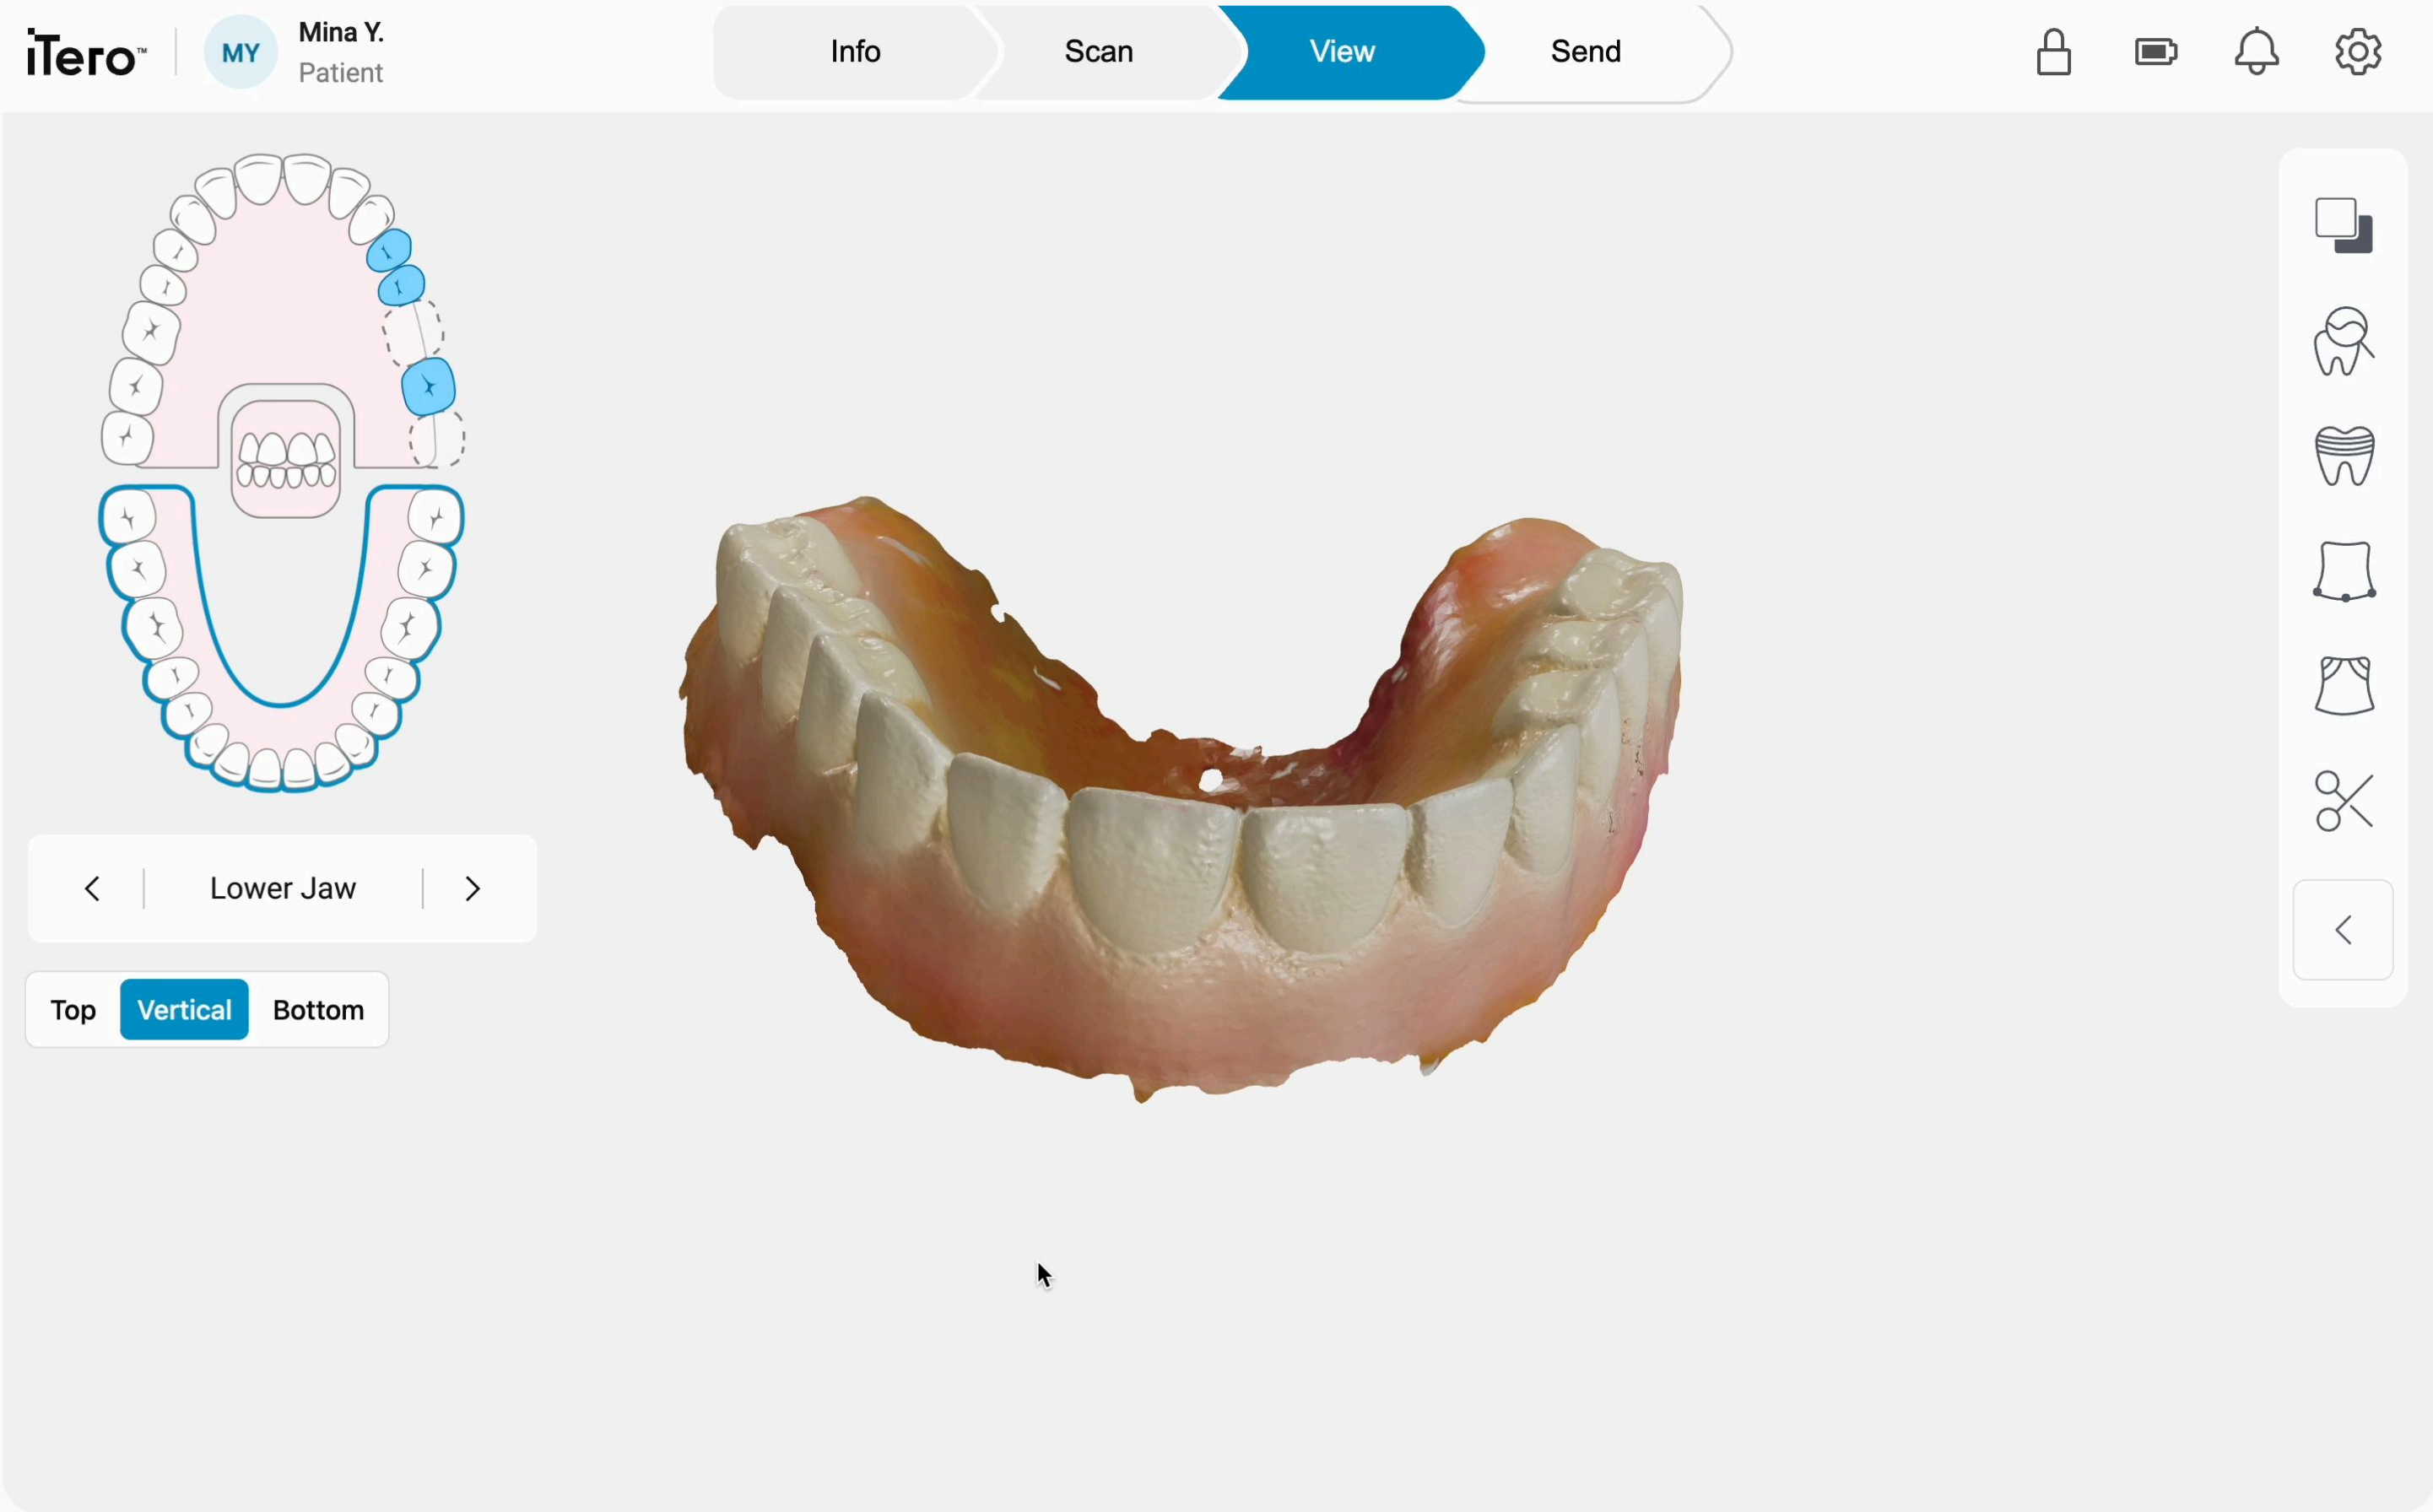 iTero™
MY
Mina Y.
Patient
Info
Scan
View
Send
Lower Jaw
Top
Vertical
Bottom